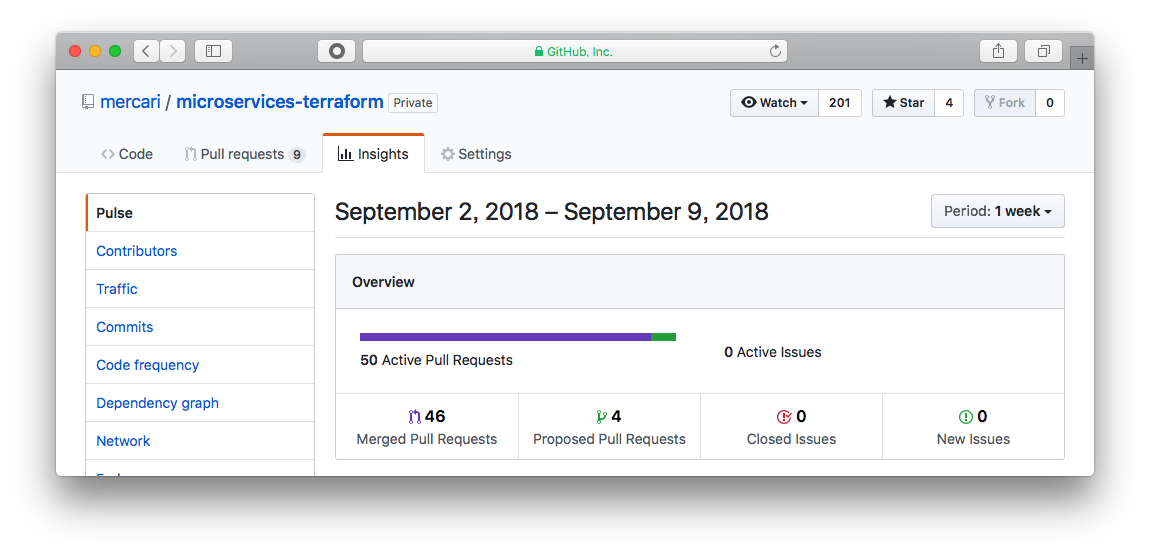 GitHub, Inc.
mercari / microservices-terraform Private
Watch 201 Star 4 Fork 0
Code Pull requests 9 Insights Settings
Pulse
Contributors
Traffic
Commits
Code frequency
Dependency graph
Network
September 2, 2018 – September 9, 2018
Period: 1 week
Overview
50 Active Pull Requests
0 Active Issues
46
Merged Pull Requests
4
Proposed Pull Requests
0
Closed Issues
0
New Issues